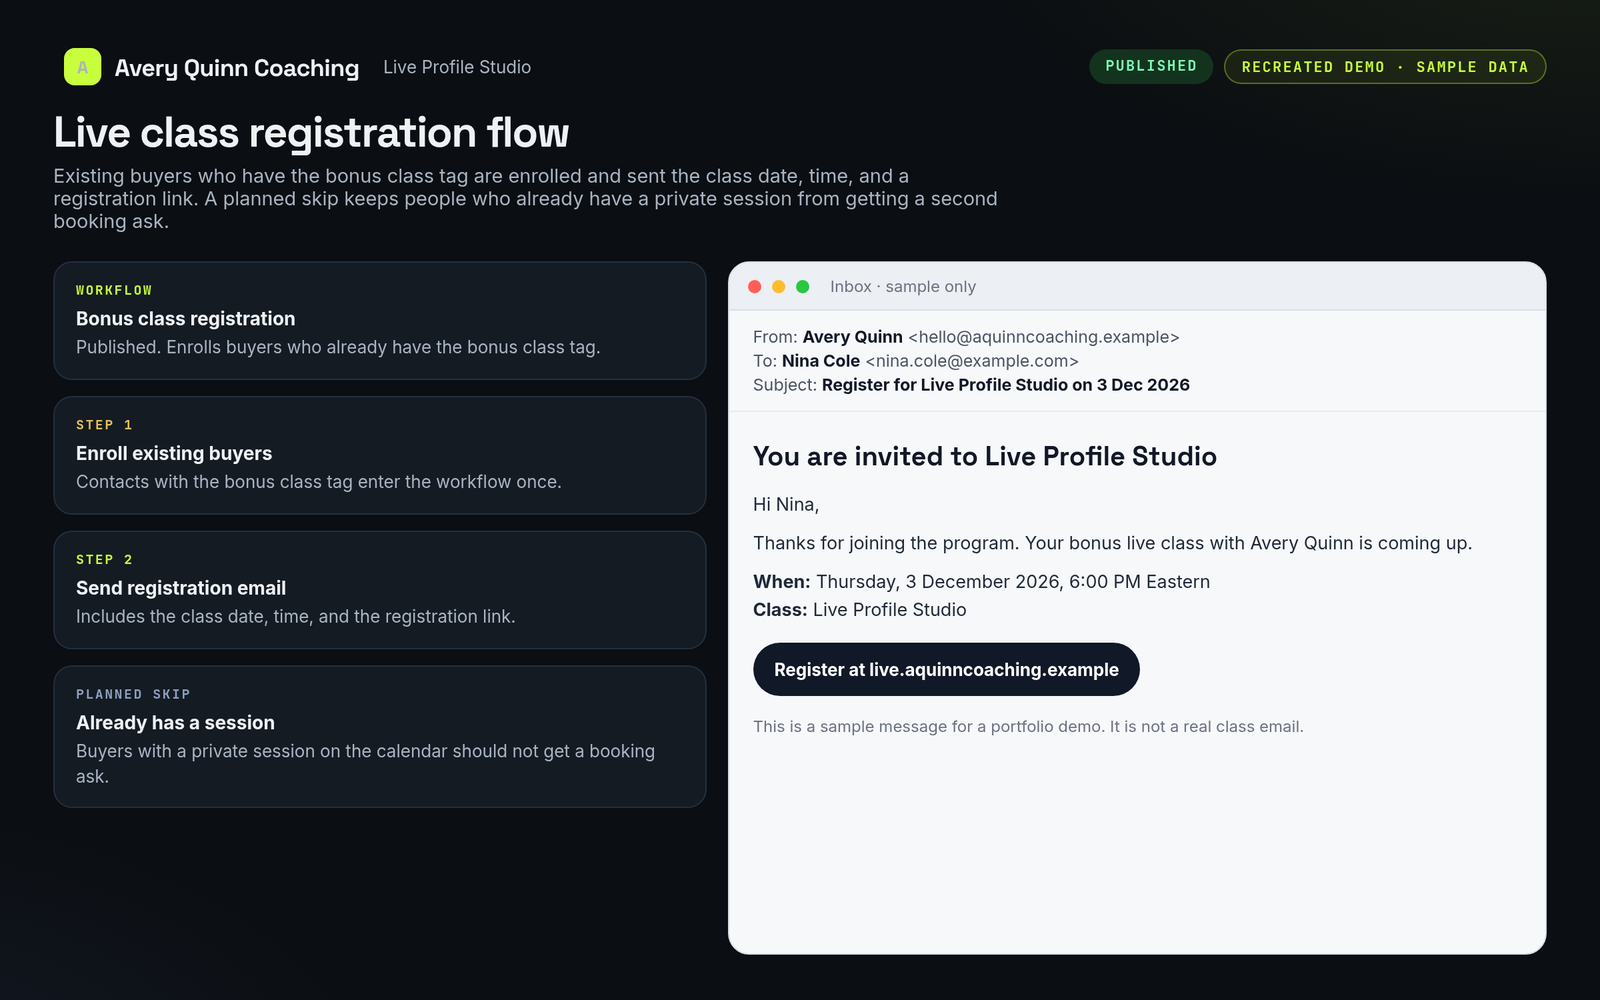 A
Avery Quinn Coaching
Live Profile Studio
PUBLISHED
RECREATED DEMO · SAMPLE DATA
Live class registration flow
Existing buyers who have the bonus class tag are enrolled and sent the class date, time, and a
registration link. A planned skip keeps people who already have a private session from getting a second
booking ask.
WORKFLOW
Bonus class registration
Published. Enrolls buyers who already have the bonus class tag.
STEP 1
Enroll existing buyers
Contacts with the bonus class tag enter the workflow once.
STEP 2
Send registration email
Includes the class date, time, and the registration link.
PLANNED SKIP
Already has a session
Buyers with a private session on the calendar should not get a booking
ask.
Inbox · sample only
From: Avery Quinn <hello@aquinncoaching.example>
To: Nina Cole <nina.cole@example.com>
Subject: Register for Live Profile Studio on 3 Dec 2026
You are invited to Live Profile Studio
Hi Nina,
Thanks for joining the program. Your bonus live class with Avery Quinn is coming up.
When: Thursday, 3 December 2026, 6:00 PM Eastern
Class: Live Profile Studio
Register at live.aquinncoaching.example
This is a sample message for a portfolio demo. It is not a real class email.